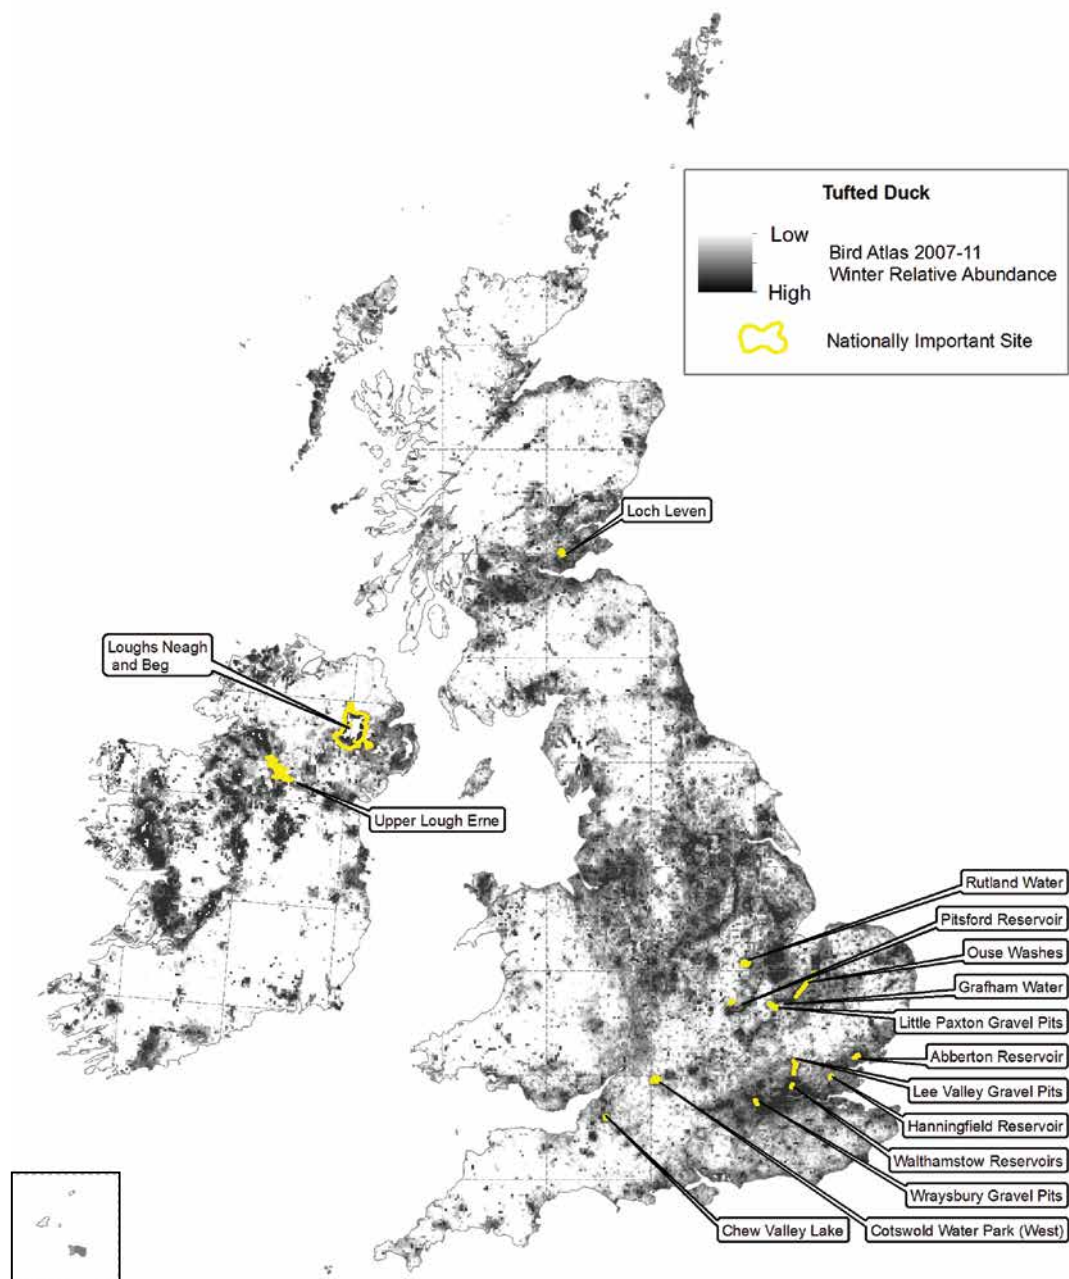 Tufted Duck
Low
High
Bird Atlas 2007-11
Winter Relative Abundance
Nationally Important Site
Loch Leven
Loughs Neagh
and Beg
Upper Lough Erne
Rutland Water
Pitsford Reservoir
Ouse Washes
Grafham Water
Little Paxton Gravel Pits
Abberton Reservoir
Lee Valley Gravel Pits
Hanningfield Reservoir
Walthamstow Reservoirs
Wraysbury Gravel Pits
Chew Valley Lake
Cotswold Water Park (West)